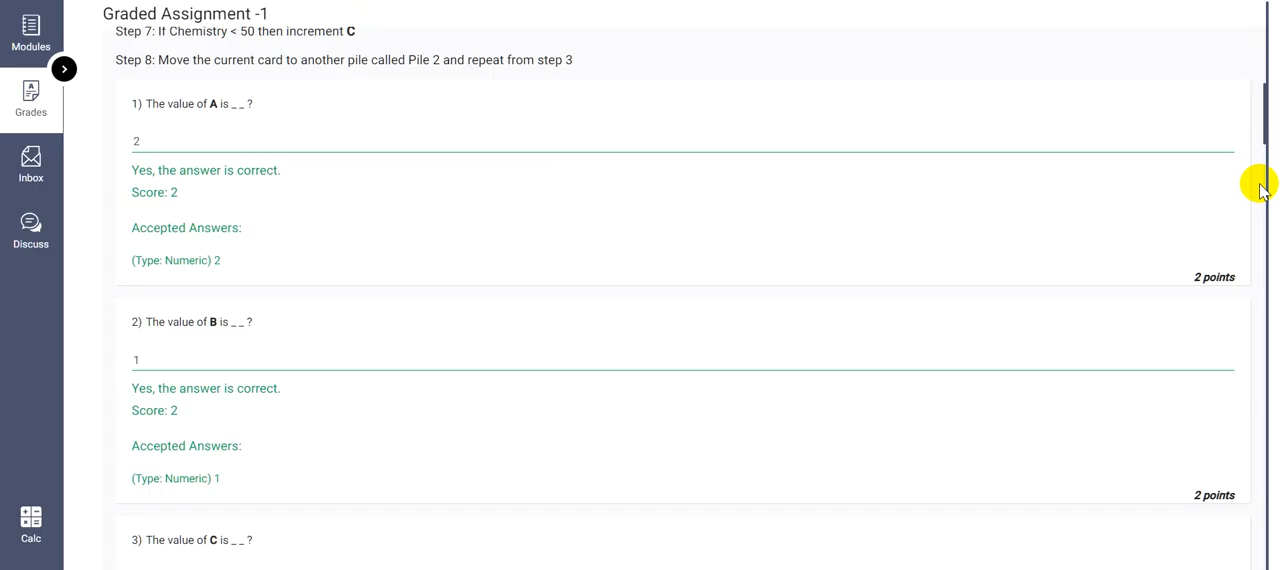 Graded Assignment -1
Modules
Grades
Inbox
Discuss
Calc
Step 7: If Chemistry < 50 then increment C
Step 8: Move the current card to another pile called Pile 2 and repeat from step 3
1) The value of A is _ _ ?
2
Yes, the answer is correct.
Score: 2
Accepted Answers:
(Type: Numeric) 2
2 points
2) The value of B is _ _ ?
1
Yes, the answer is correct.
Score: 2
Accepted Answers:
(Type: Numeric) 1
2 points
3) The value of C is _ _ ?